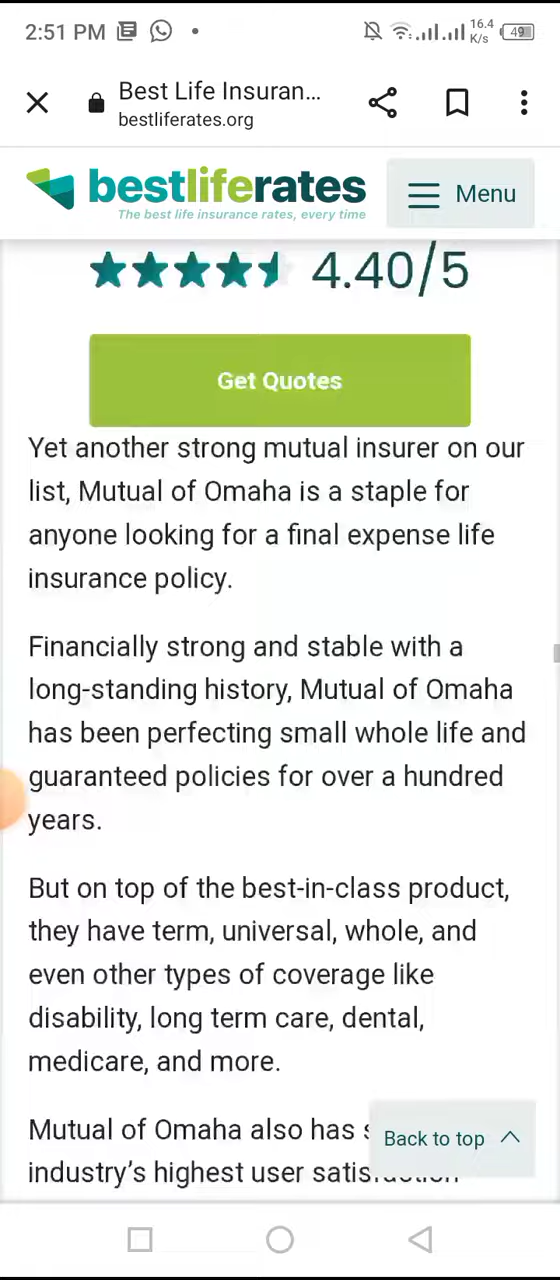 2:51 PM
16.4
K/s
49
Best Life Insuran...
bestliferates.org
bestliferates
The best life insurance rates, every time
Menu
4.40/5
Get Quotes
Yet another strong mutual insurer on our
list, Mutual of Omaha is a staple for
anyone looking for a final expense life
insurance policy.
Financially strong and stable with a
long-standing history, Mutual of Omaha
has been perfecting small whole life and
guaranteed policies for over a hundred
years.
But on top of the best-in-class product,
they have term, universal, whole, and
even other types of coverage like
disability, long term care, dental,
medicare, and more.
Mutual of Omaha also has
industry's highest user
Back to top